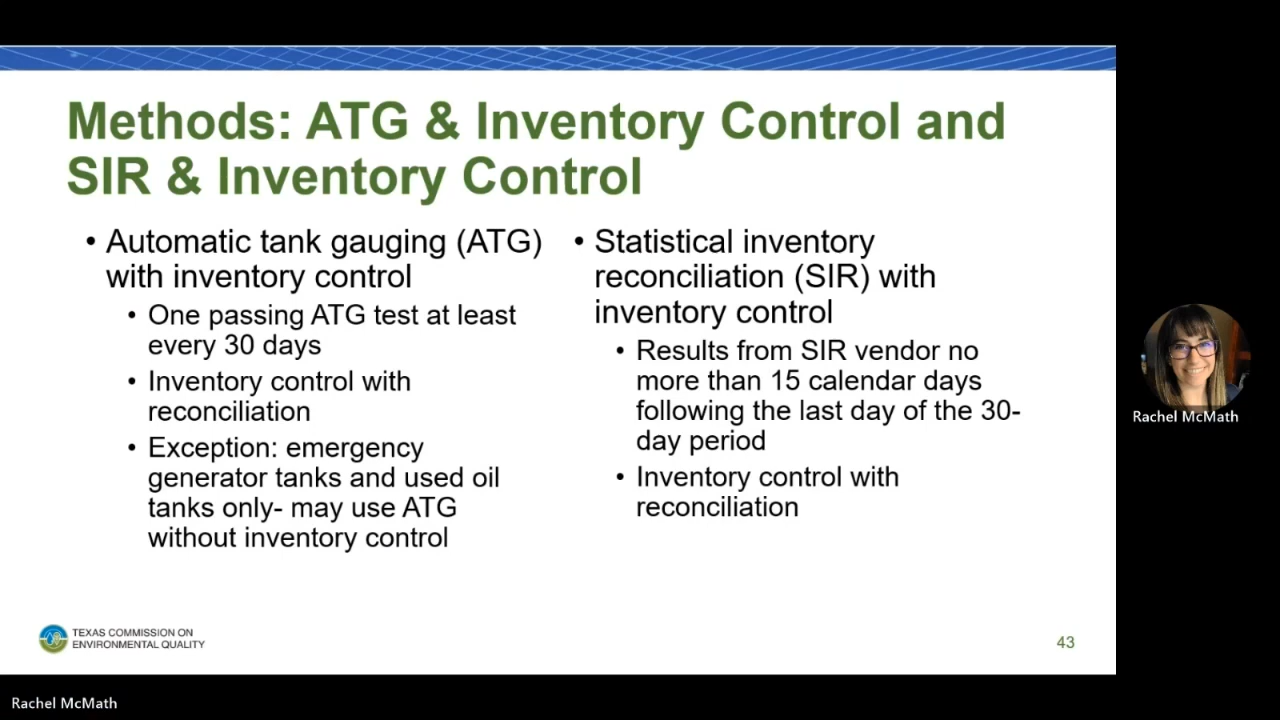 Methods: ATG & Inventory Control and
SIR & Inventory Control
• Automatic tank gauging (ATG)
with inventory control
• One passing ATG test at least
every 30 days
• Inventory control with
reconciliation
• Exception: emergency
generator tanks and used oil
tanks only- may use ATG
without inventory control
• Statistical inventory
reconciliation (SIR) with
inventory control
• Results from SIR vendor no
more than 15 calendar days
following the last day of the 30-
day period
• Inventory control with
reconciliation
TEXAS COMMISSION ON
ENVIRONMENTAL QUALITY
43
Rachel McMath
Rachel McMath